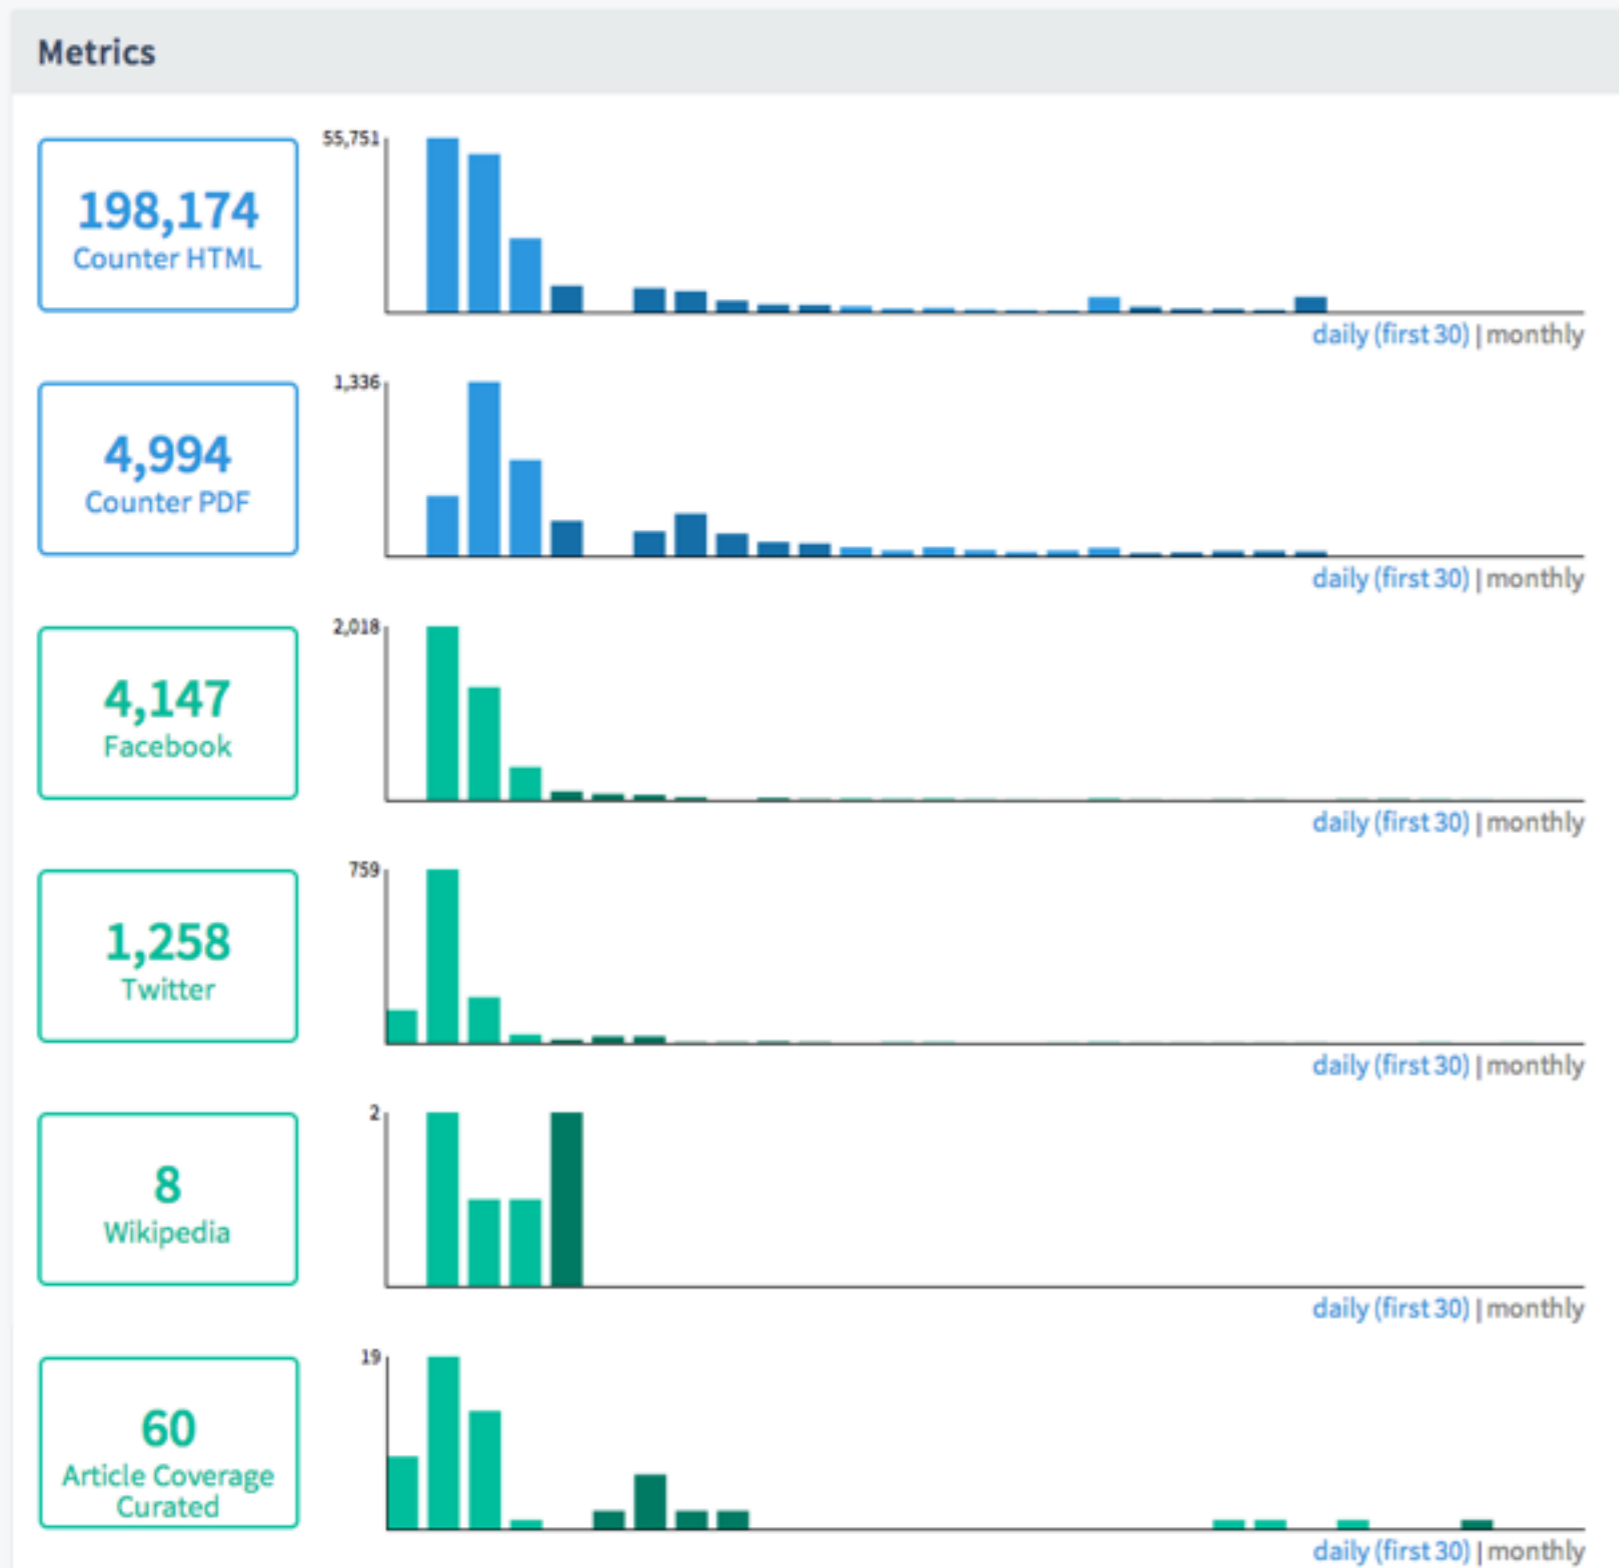 Metrics
198,174
Counter HTML
55,751
daily (first 30) | monthly
4,994
Counter PDF
1,336
daily (first 30) | monthly
4,147
Facebook
2,018
daily (first 30) | monthly
1,258
Twitter
759
daily (first 30) | monthly
8
Wikipedia
2
daily (first 30) | monthly
60
Article Coverage
Curated
19
daily (first 30) | monthly